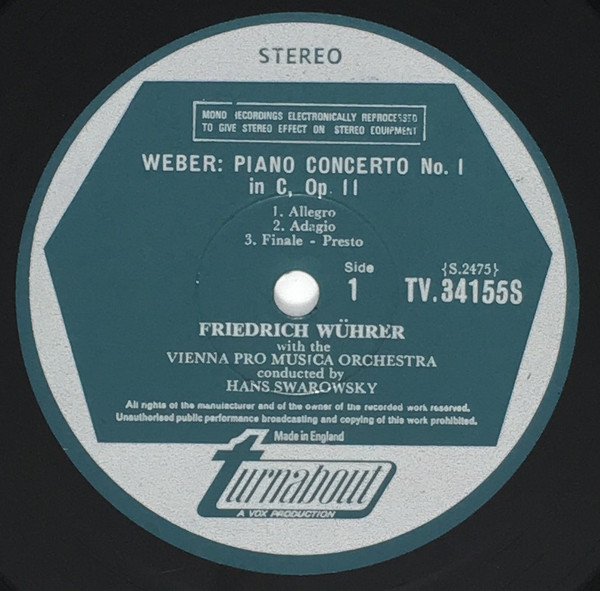 STEREO
MONO RECORDINGS ELECTRONICALLY REPROCESSED
TO GIVE STEREO EFFECT ON STEREO EQUIPMENT
WEBER: PIANO CONCERTO No. 1
in C, Op. 11
1. Allegro
2. Adagio
3. Finale - Presto
Side
1
{S.2475}
TV.34155S
FRIEDRICH WÜHRER
with the
VIENNA PRO MUSICA ORCHESTRA
conducted by
HANS SWAROWSKY
All rights of the manufacturer and of the owner of the recorded work reserved.
Unauthorised public performance broadcasting and copying of this work prohibited.
Made in England
turnabout
A VOX PRODUCTION